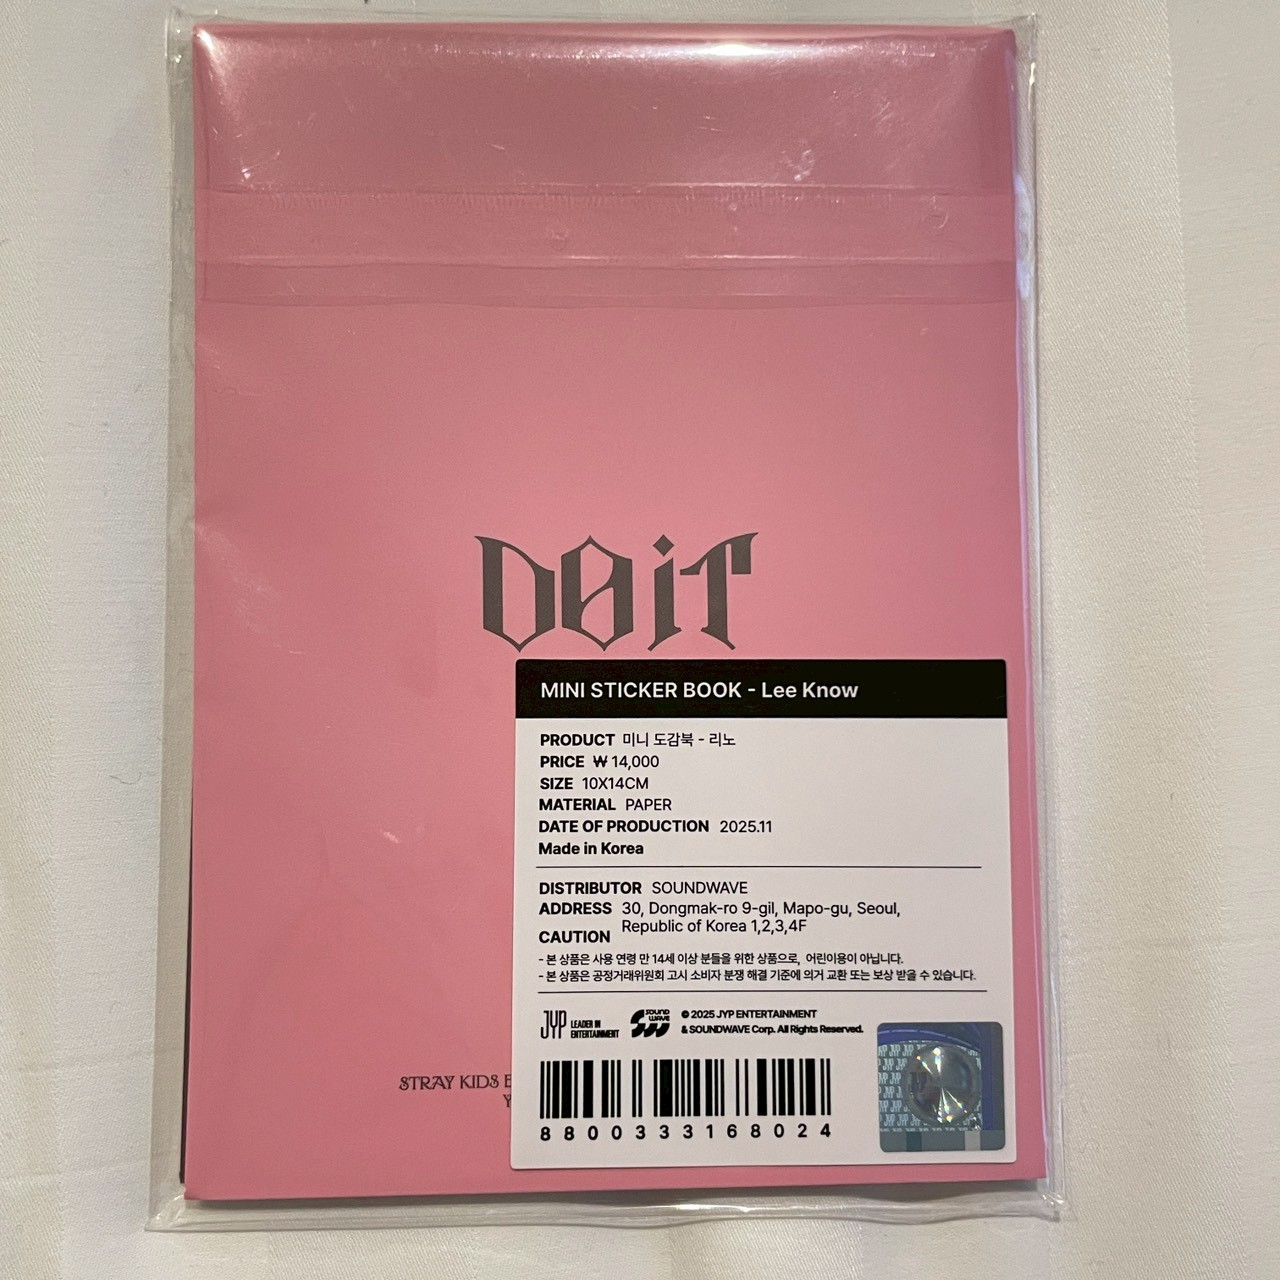 DO iT
MINI STICKER BOOK - Lee Know
PRODUCT 미니 도감북 - 리노
PRICE ₩ 14,000
SIZE 10X14CM
MATERIAL PAPER
DATE OF PRODUCTION 2025.11
Made in Korea
DISTRIBUTOR SOUNDWAVE
ADDRESS 30, Dongmak-ro 9-gil, Mapo-gu, Seoul,
Republic of Korea 1,2,3,4F
CAUTION
- 본 상품은 사용 연령 만 14세 이상 분들을 위한 상품으로, 어린이용이 아닙니다.
- 본 상품은 공정거래위원회 고시 소비자 분쟁 해결 기준에 의거 교환 또는 보상 받을 수 있습니다.
JYP LEADER IN ENTERTAINMENT
SOUND WAVE
© 2025 JYP ENTERTAINMENT
& SOUNDWAVE Corp. All Rights Reserved.
STRAY KIDS
8800333168024
JYP